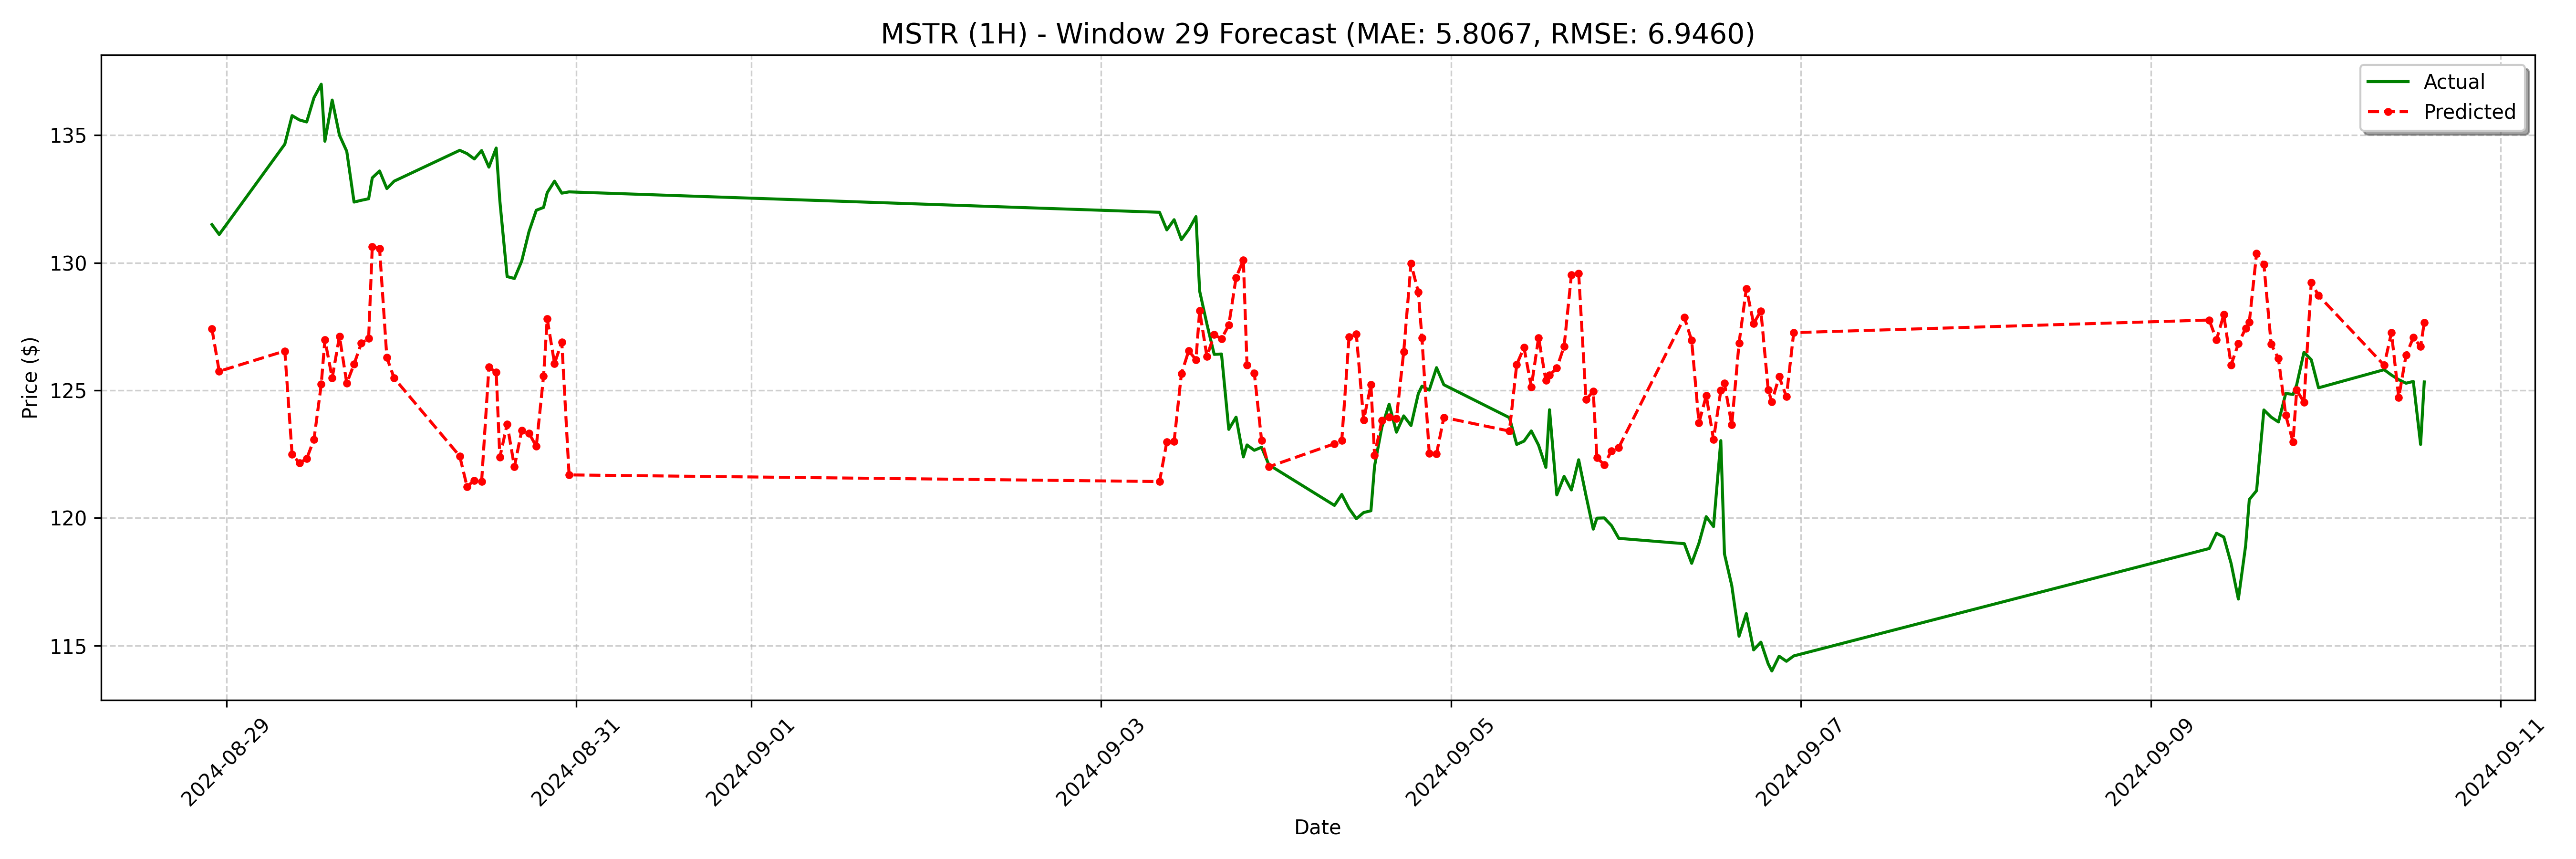 MSTR (1H) - Window 29 Forecast (MAE: 5.8067, RMSE: 6.9460)
Actual
Predicted
Price ($)
135
130
125
120
115
2024-08-29
2024-08-31
2024-09-01
2024-09-03
2024-09-05
2024-09-07
2024-09-09
2024-09-11
Date